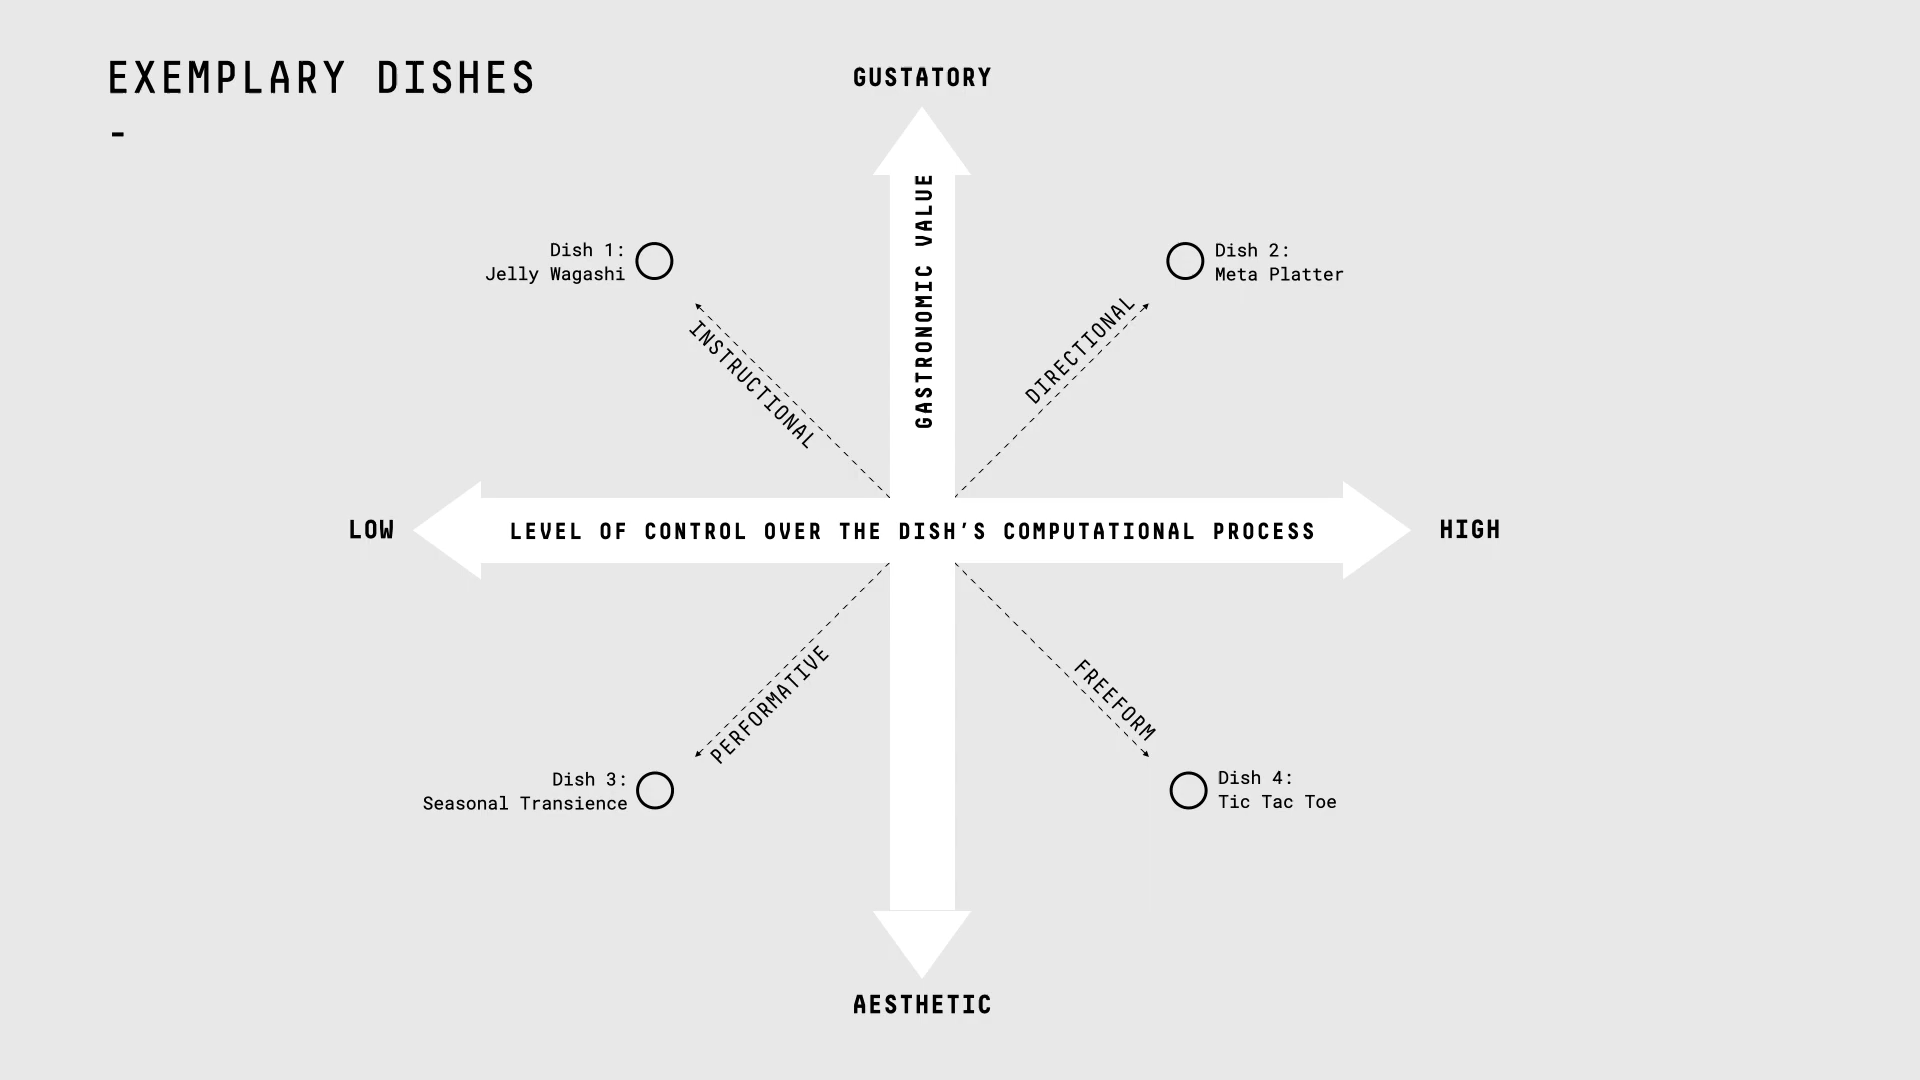 EXEMPLARY DISHES
-
GUSTATORY
GASTRONOMIC VALUE
Dish 1:
Jelly Wagashi
Dish 2:
Meta Platter
INSTRUCTIONAL
DIRECTIONAL
LOW
LEVEL OF CONTROL OVER THE DISH’S COMPUTATIONAL PROCESS
HIGH
PERFORMATIVE
FREEFORM
Dish 3:
Seasonal Transience
Dish 4:
Tic Tac Toe
AESTHETIC